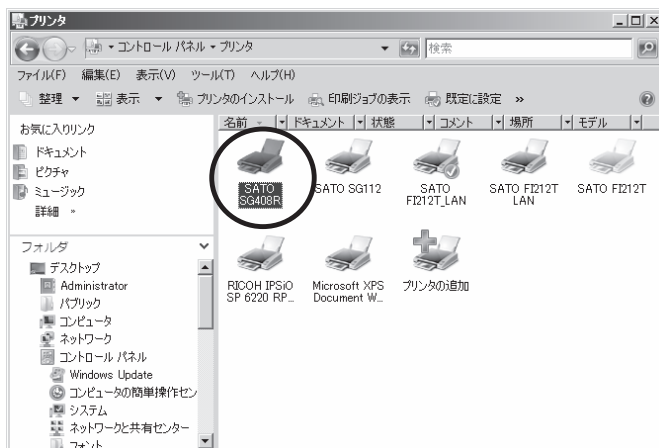 プリンタ
コントロール パネル プリンタ
検索
ファイル(F) 編集(E) 表示(V) ツール(T) ヘルプ(H)
整理 表示 プリンタのインストール 印刷ジョブの表示 既定に設定 »
お気に入りリンク
ドキュメント
ピクチャ
ミュージック
詳細 »
フォルダ
デスクトップ
Administrator
パブリック
コンピュータ
ネットワーク
コントロール パネル
Windows Update
コンピュータの簡単操作セン
システム
ネットワークと共有センター
フォント
名前 ドキュメント 状態 コメント 場所 モデル
SATO
SG408R
SATO SG112
SATO
FI212T_LAN
SATO FI212T
LAN
SATO FI212T
RICOH IPSiO
SP 6220 RP_
Microsoft XPS
Document W_
プリンタの追加